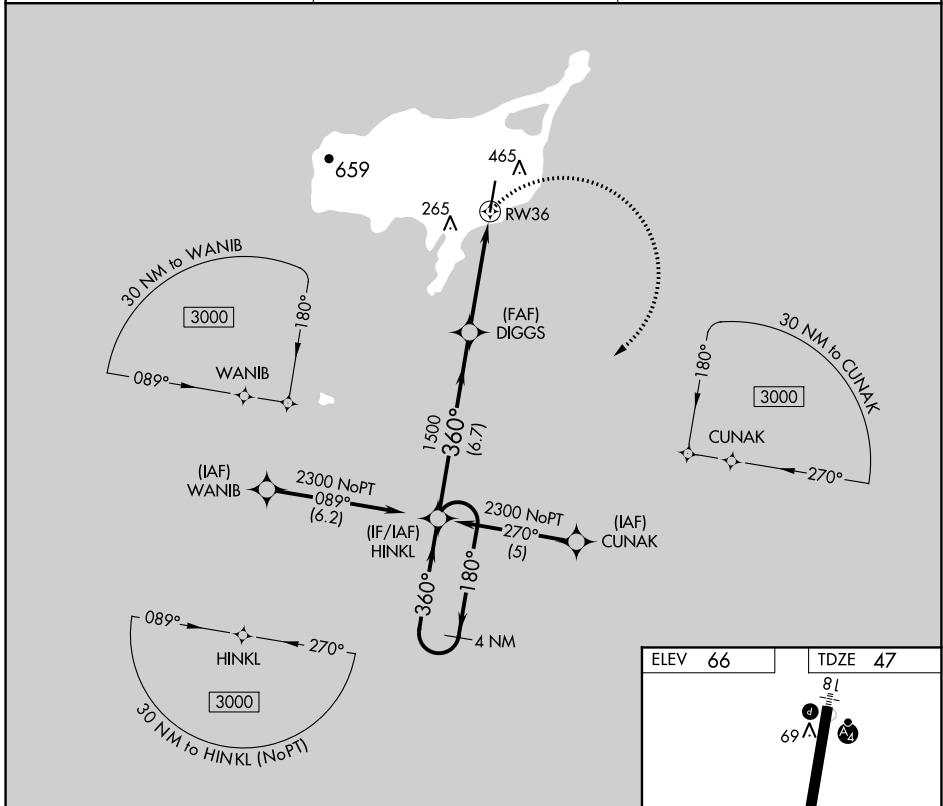 659
465
265
RW36
30 NM to WANIB
3000
180°
089°
WANIB
(FAF)
DIGGS
30 NM to CUNAK
180°
3000
CUNAK
270°
1500
360°
(6.7)
(IAF)
WANIB
2300 NoPT
089°
(6.2)
(IF/IAF)
HINKL
2300 NoPT
270°
(5)
(IAF)
CUNAK
360°
180°
4 NM
089°
270°
HINKL
3000
30 NM to HINKL (NoPT)
ELEV 66
TDZE 47
18
P
69
A4